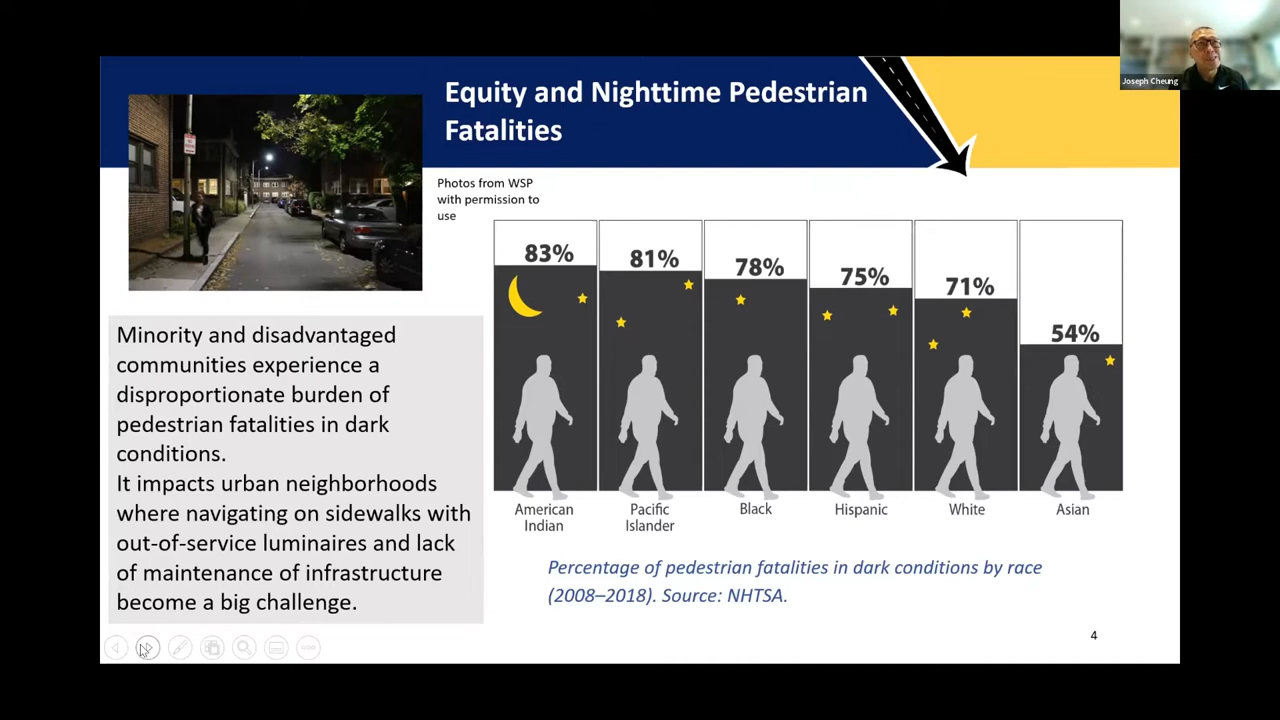 Joseph Cheung
Equity and Nighttime Pedestrian
Fatalities
Photos from WSP
with permission to
use
Minority and disadvantaged
communities experience a
disproportionate burden of
pedestrian fatalities in dark
conditions.
It impacts urban neighborhoods
where navigating on sidewalks with
out-of-service luminaires and lack
of maintenance of infrastructure
become a big challenge.
83%
81%
78%
75%
71%
54%
American
Indian
Pacific
Islander
Black
Hispanic
White
Asian
Percentage of pedestrian fatalities in dark conditions by race
(2008–2018). Source: NHTSA.
4